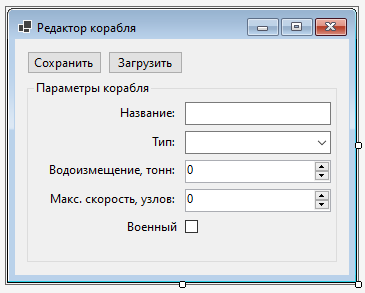 Редактор корабля
Сохранить Загрузить
Параметры корабля
Название:
Тип:
Водоизмещение, тонн: 0
Макс. скорость, узлов: 0
Военный